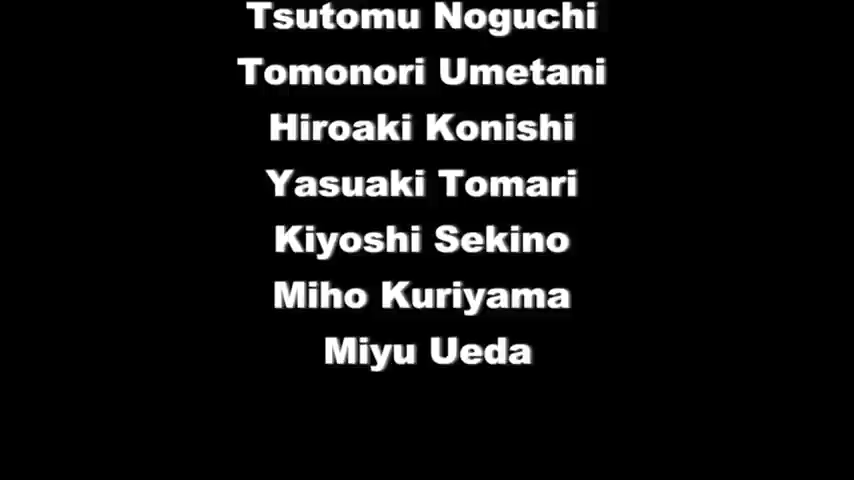 Tsutomu Noguchi
Tomonori Umetani
Hiroaki Konishi
Yasuaki Tomari
Kiyoshi Sekino
Miho Kuriyama
Miyu Ueda